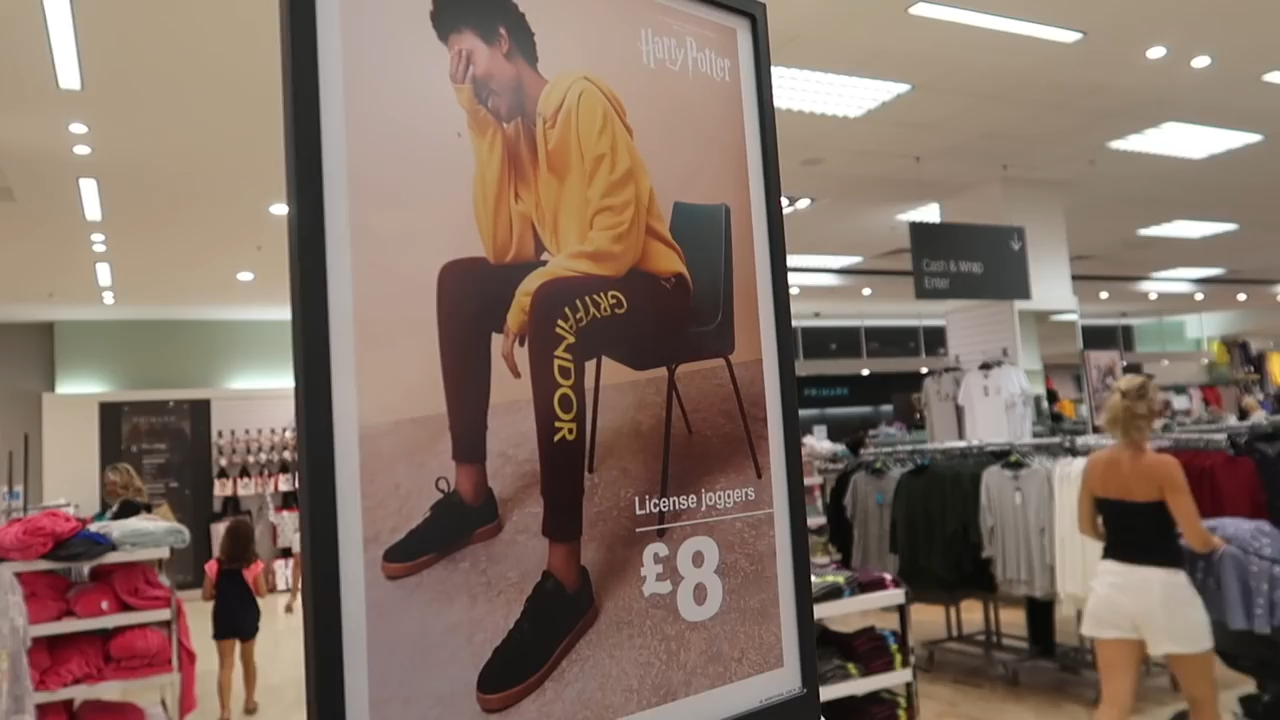 Harry Potter
GRYFFINDOR
License joggers
£8
Cash & Wrap
Enter
PRIMARK